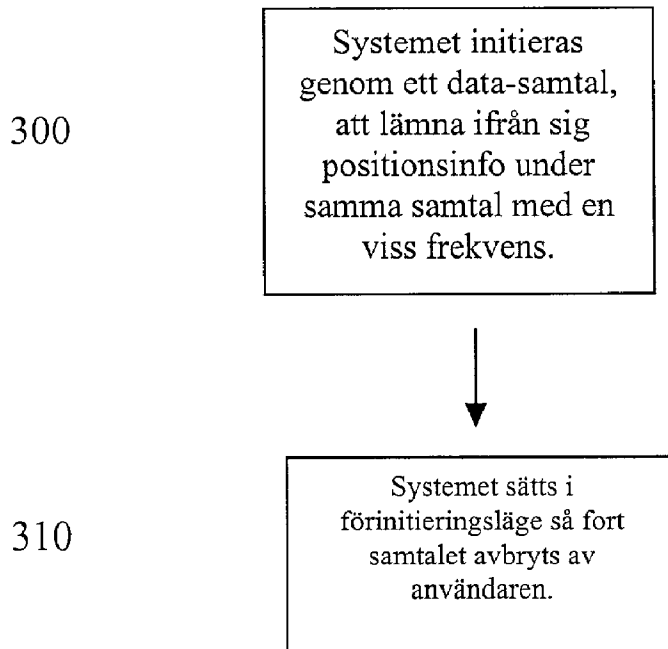 300
Systemet initieras
genom ett data-samtal,
att lämna ifrån sig
positionsinfo under
samma samtal med en
viss frekvens.
310
Systemet sätts i
förinitieringsläge så fort
samtalet avbryts av
användaren.